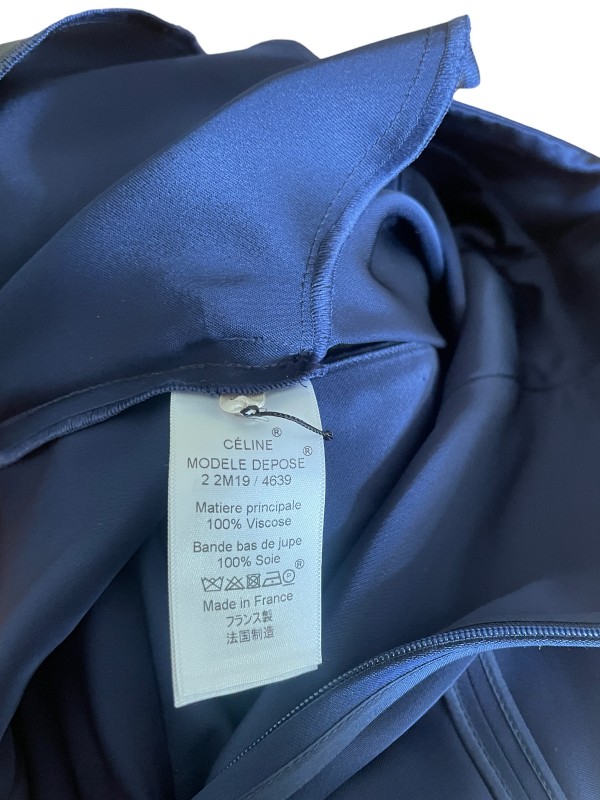 CÉLINE®
MODELE DEPOSE®
2 2M19 / 4639
Matiere principale
100% Viscose
Bande bas de jupe
100% Soie
P
Made in France
フランス製
法国制造